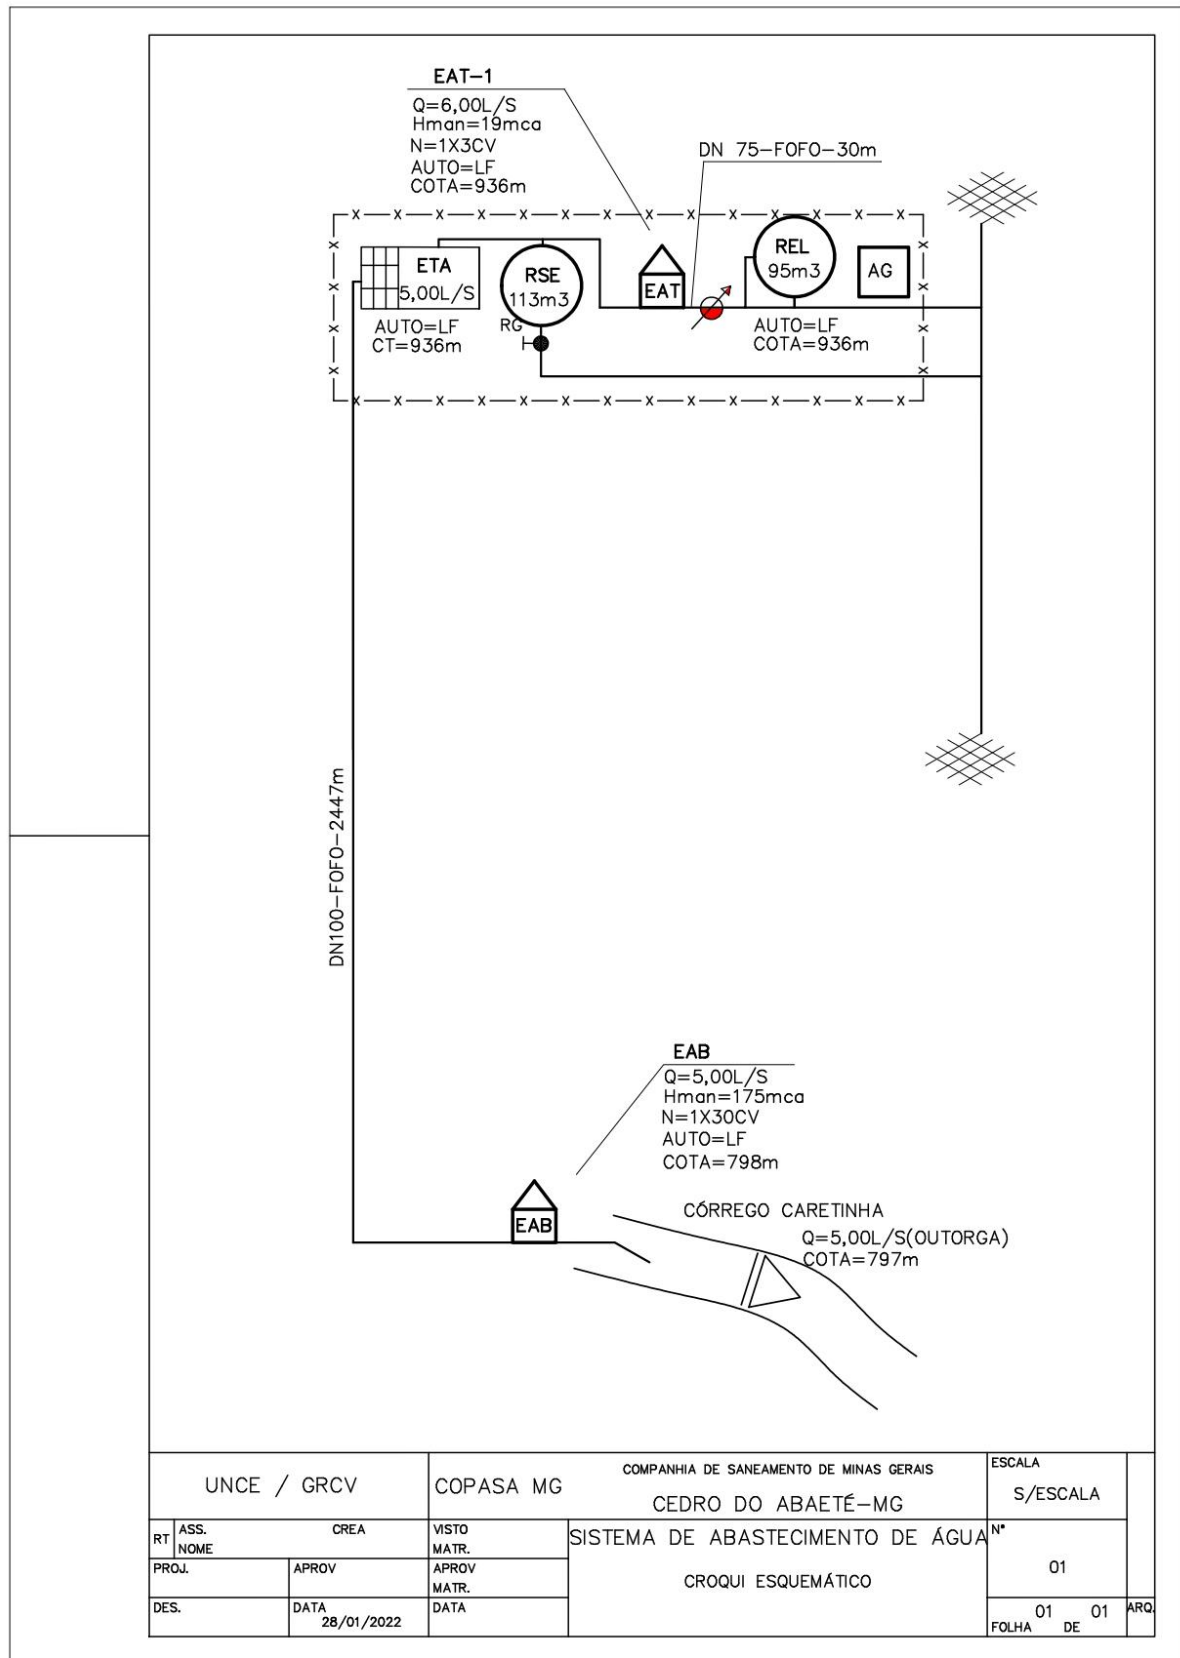 EAT-1
Q=6,00L/S
Hman=19mca
N=1X3CV
AUTO=LF
COTA=936m
DN 75-FOFO-30m
ETA
5,00L/S
AUTO=LF
CT=936m
RSE
113m3
RG
EAT
REL
95m3
AUTO=LF
COTA=936m
AG
DN100-FOFO-2447m
EAB
Q=5,00L/S
Hman=175mca
N=1X30CV
AUTO=LF
COTA=798m
EAB
CÓRREGO CARETINHA
Q=5,00L/S(OUTORGA)
COTA=797m
UNCE / GRCV
COPASA MG
COMPANHIA DE SANEAMENTO DE MINAS GERAIS
CEDRO DO ABAETÉ-MG
ESCALA
S/ESCALA
RT
ASS.
CREA
NOME
VISTO
MATR.
SISTEMA DE ABASTECIMENTO DE ÁGUA
CROQUI ESQUEMÁTICO
N°
01
PROJ.
APROV
APROV
MATR.
DES.
DATA
28/01/2022
DATA
FOLHA 01 DE 01
ARQ.